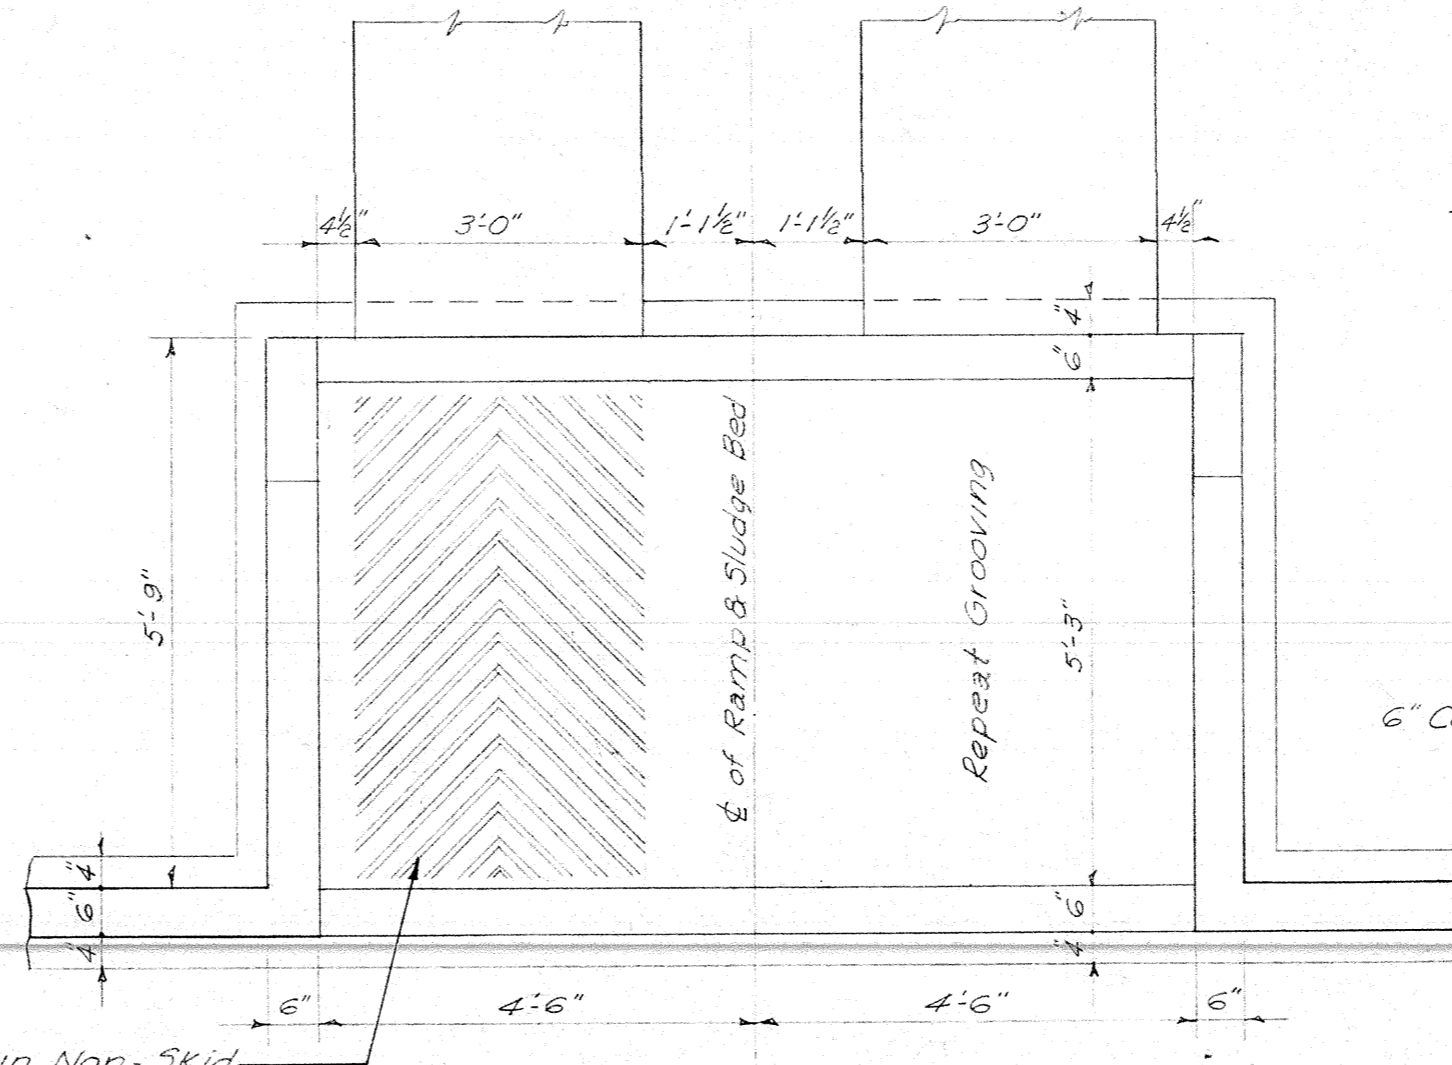 4½" 3'-0" 1'-1½" 1'-1½" 3'-0" 4½"
4"
6"
5'-9"
℄ of Ramp & Sludge Bed
Repeat Grooving
5'-3"
6" C
4"
6"
4"
6"
4"
6" 4'-6" 4'-6" 6"
Non-Skid